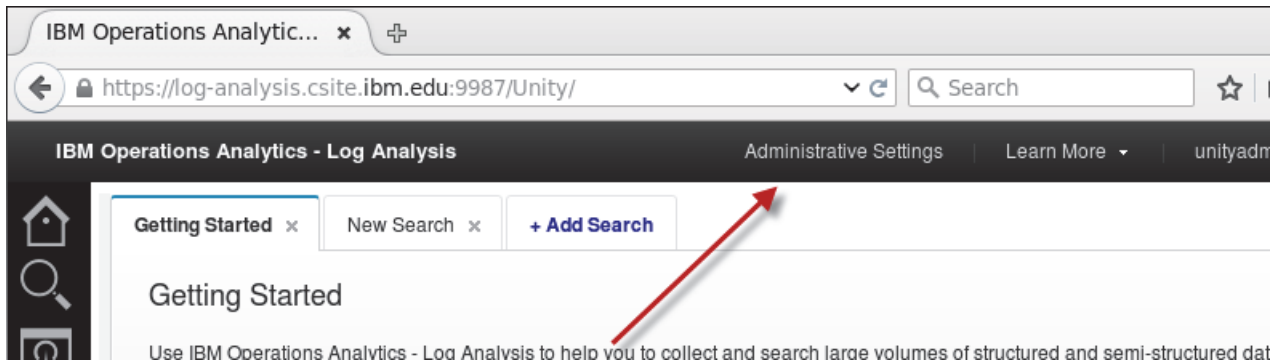 IBM Operations Analytic...
https://log-analysis.csite.ibm.edu:9987/Unity/ Search
IBM Operations Analytics - Log Analysis Administrative Settings Learn More unityadm
Getting Started New Search + Add Search
Getting Started
Use IBM Operations Analytics - Log Analysis to help you to collect and search large volumes of structured and semi-structured dat